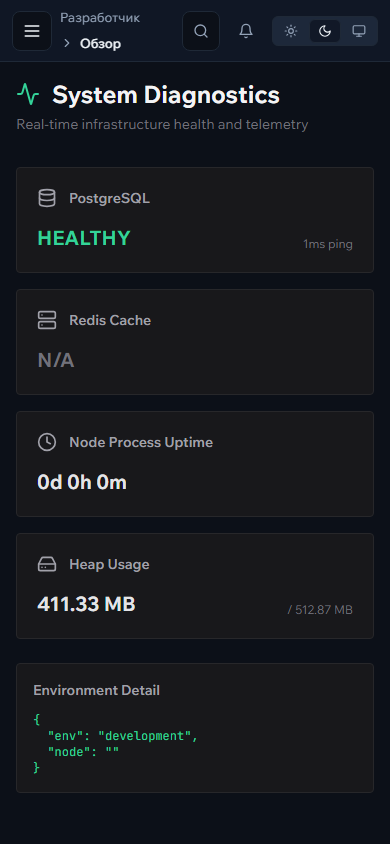 Разработчик
Обзор
System Diagnostics
Real-time infrastructure health and telemetry
PostgreSQL
HEALTHY
1ms ping
Redis Cache
N/A
Node Process Uptime
0d 0h 0m
Heap Usage
411.33 MB
/ 512.87 MB
Environment Detail
{
  "env": "development",
  "node": ""
}